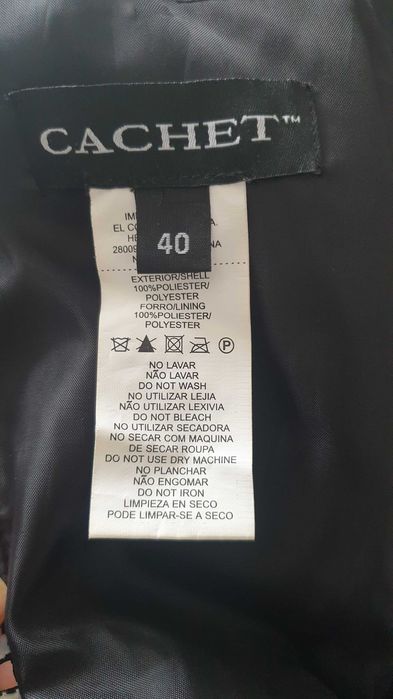 CACHET™
40
EL
28009
EXTERIOR/SHELL
100%POLIESTER/
POLYESTER
FORRO/LINING
100%POLIESTER/
POLYESTER
NO LAVAR
NÃO LAVAR
DO NOT WASH
NO UTILIZAR LEJIA
NÃO UTILIZAR LEXIVIA
DO NOT BLEACH
NO UTILIZAR SECADORA
NO SECAR COM MAQUINA
DE SECAR ROUPA
DO NOT USE DRY MACHINE
NO PLANCHAR
NÃO ENGOMAR
DO NOT IRON
LIMPIEZA EN SECO
PODE LIMPAR-SE A SECO